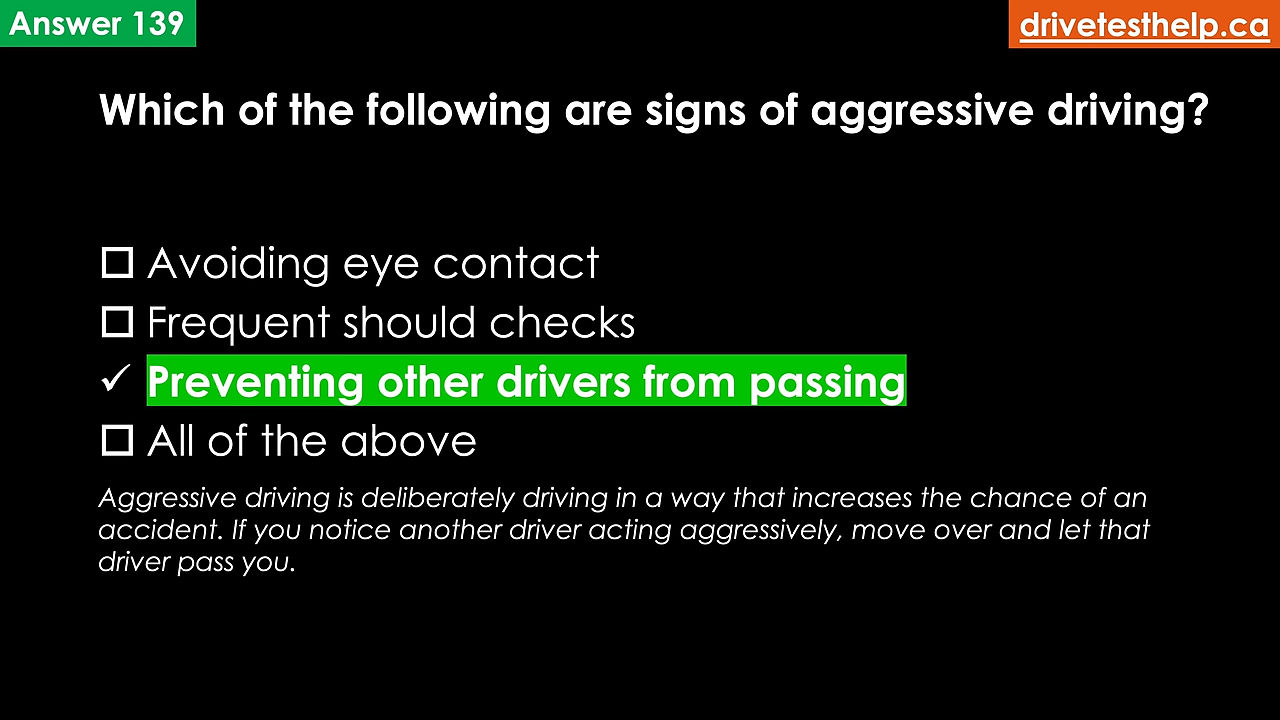 Answer 139
drivetesthelp.ca
Which of the following are signs of aggressive driving?
☐ Avoiding eye contact
☐ Frequent should checks
✓ Preventing other drivers from passing
☐ All of the above
Aggressive driving is deliberately driving in a way that increases the chance of an
accident. If you notice another driver acting aggressively, move over and let that
driver pass you.